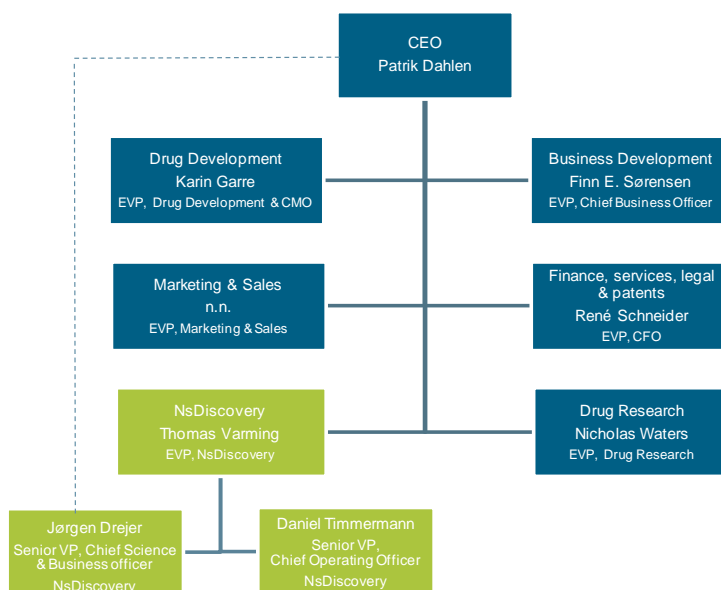 CEO
Patrik Dahlen
Drug Development
Karin Garre
EVP, Drug Development & CMO
Business Development
Finn E. Sørensen
EVP, Chief Business Officer
Marketing & Sales
n.n.
EVP, Marketing & Sales
Finance, services, legal
& patents
René Schneider
EVP, CFO
NsDiscovery
Thomas Varming
EVP, NsDiscovery
Drug Research
Nicholas Waters
EVP, Drug Research
Jørgen Drejer
Senior VP, Chief Science
& Business officer
NsDiscovery
Daniel Timmermann
Senior VP,
Chief Operating Officer
NsDiscovery